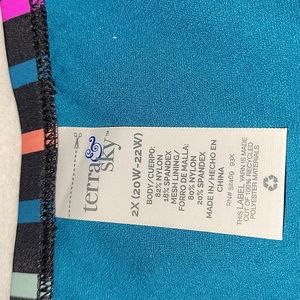 terra&
sky™
2X (20W-22W)
BODY/CUERPO:
82% NYLON
18% SPANDEX
MESH LINING/
FORRO DE MALLA:
80% NYLON
20% SPANDEX
MADE IN/HECHO EN
CHINA
THIS LABEL YARN IS MADE
OUT OF 100% RECYCLED
POLYESTER MATERIALS